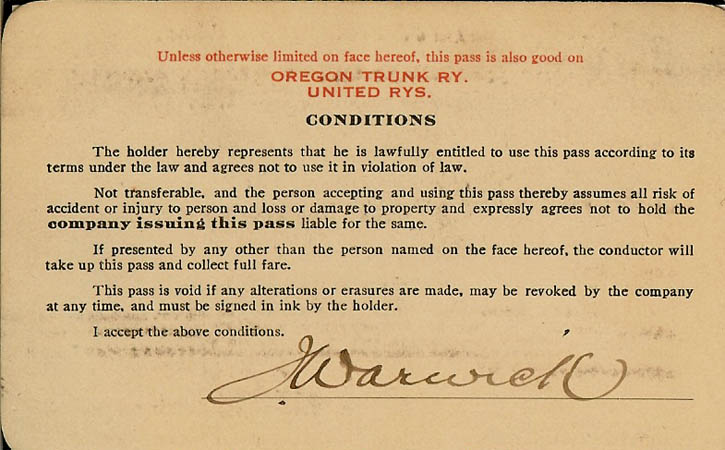 Unless otherwise limited on face hereof, this pass is also good on
OREGON TRUNK RY.
UNITED RYS.
CONDITIONS
The holder hereby represents that he is lawfully entitled to use this pass according to its
terms under the law and agrees not to use it in violation of law.
Not transferable, and the person accepting and using this pass thereby assumes all risk of
accident or injury to person and loss or damage to property and expressly agrees not to hold the
company issuing this pass liable for the same.
If presented by any other than the person named on the face hereof, the conductor will
take up this pass and collect full fare.
This pass is void if any alterations or erasures are made, may be revoked by the company
at any time, and must be signed in ink by the holder.
I accept the above conditions.
J. Warwick